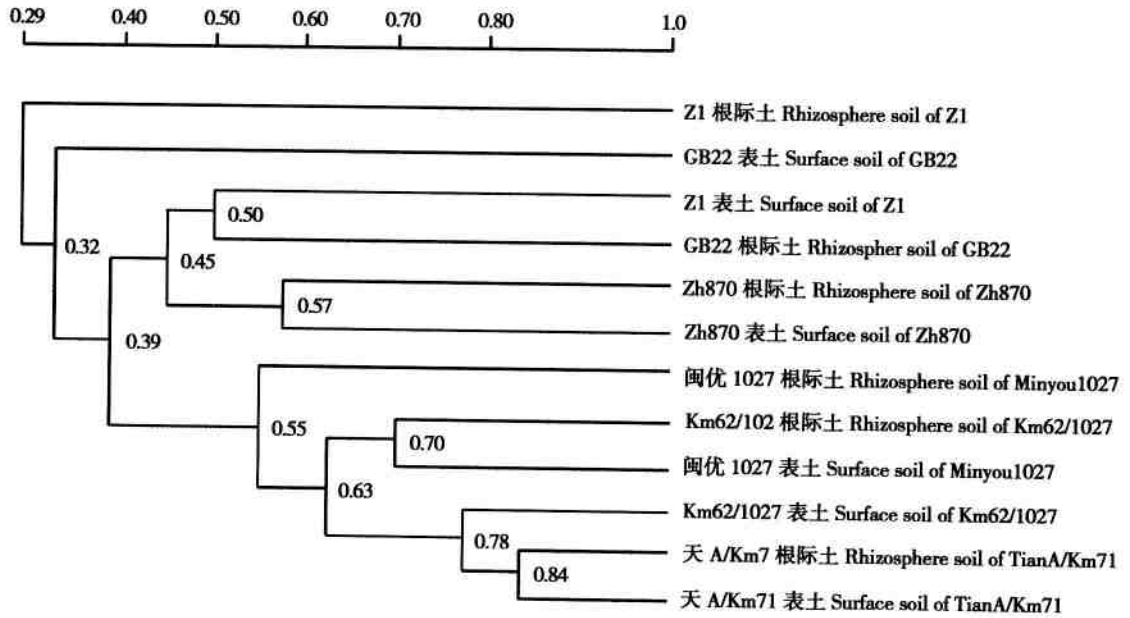 0.29 0.40 0.50 0.60 0.70 0.80 1.0
Z1 根际土 Rhizosphere soil of Z1
GB22 表土 Surface soil of GB22
Z1 表土 Surface soil of Z1
0.50
GB22 根际土 Rhizospher soil of GB22
0.32
0.45
Zh870 根际土 Rhizosphere soil of Zh870
0.57
Zh870 表土 Surface soil of Zh870
0.39
闽优 1027 根际土 Rhizosphere soil of Minyou1027
Km62/102 根际土 Rhizosphere soil of Km62/1027
0.55
0.70
闽优 1027 表土 Surface soil of Minyou1027
0.63
Km62/1027 表土 Surface soil of Km62/1027
0.78
天 A/Km7 根际土 Rhizosphere soil of TianA/Km71
0.84
天 A/Km71 表土 Surface soil of TianA/Km71